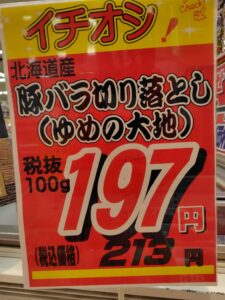 イチオシ!
Check
北海道産
豚バラ切り落とし
(ゆめの大地)
税抜
100g
197円
(税込価格) 213円